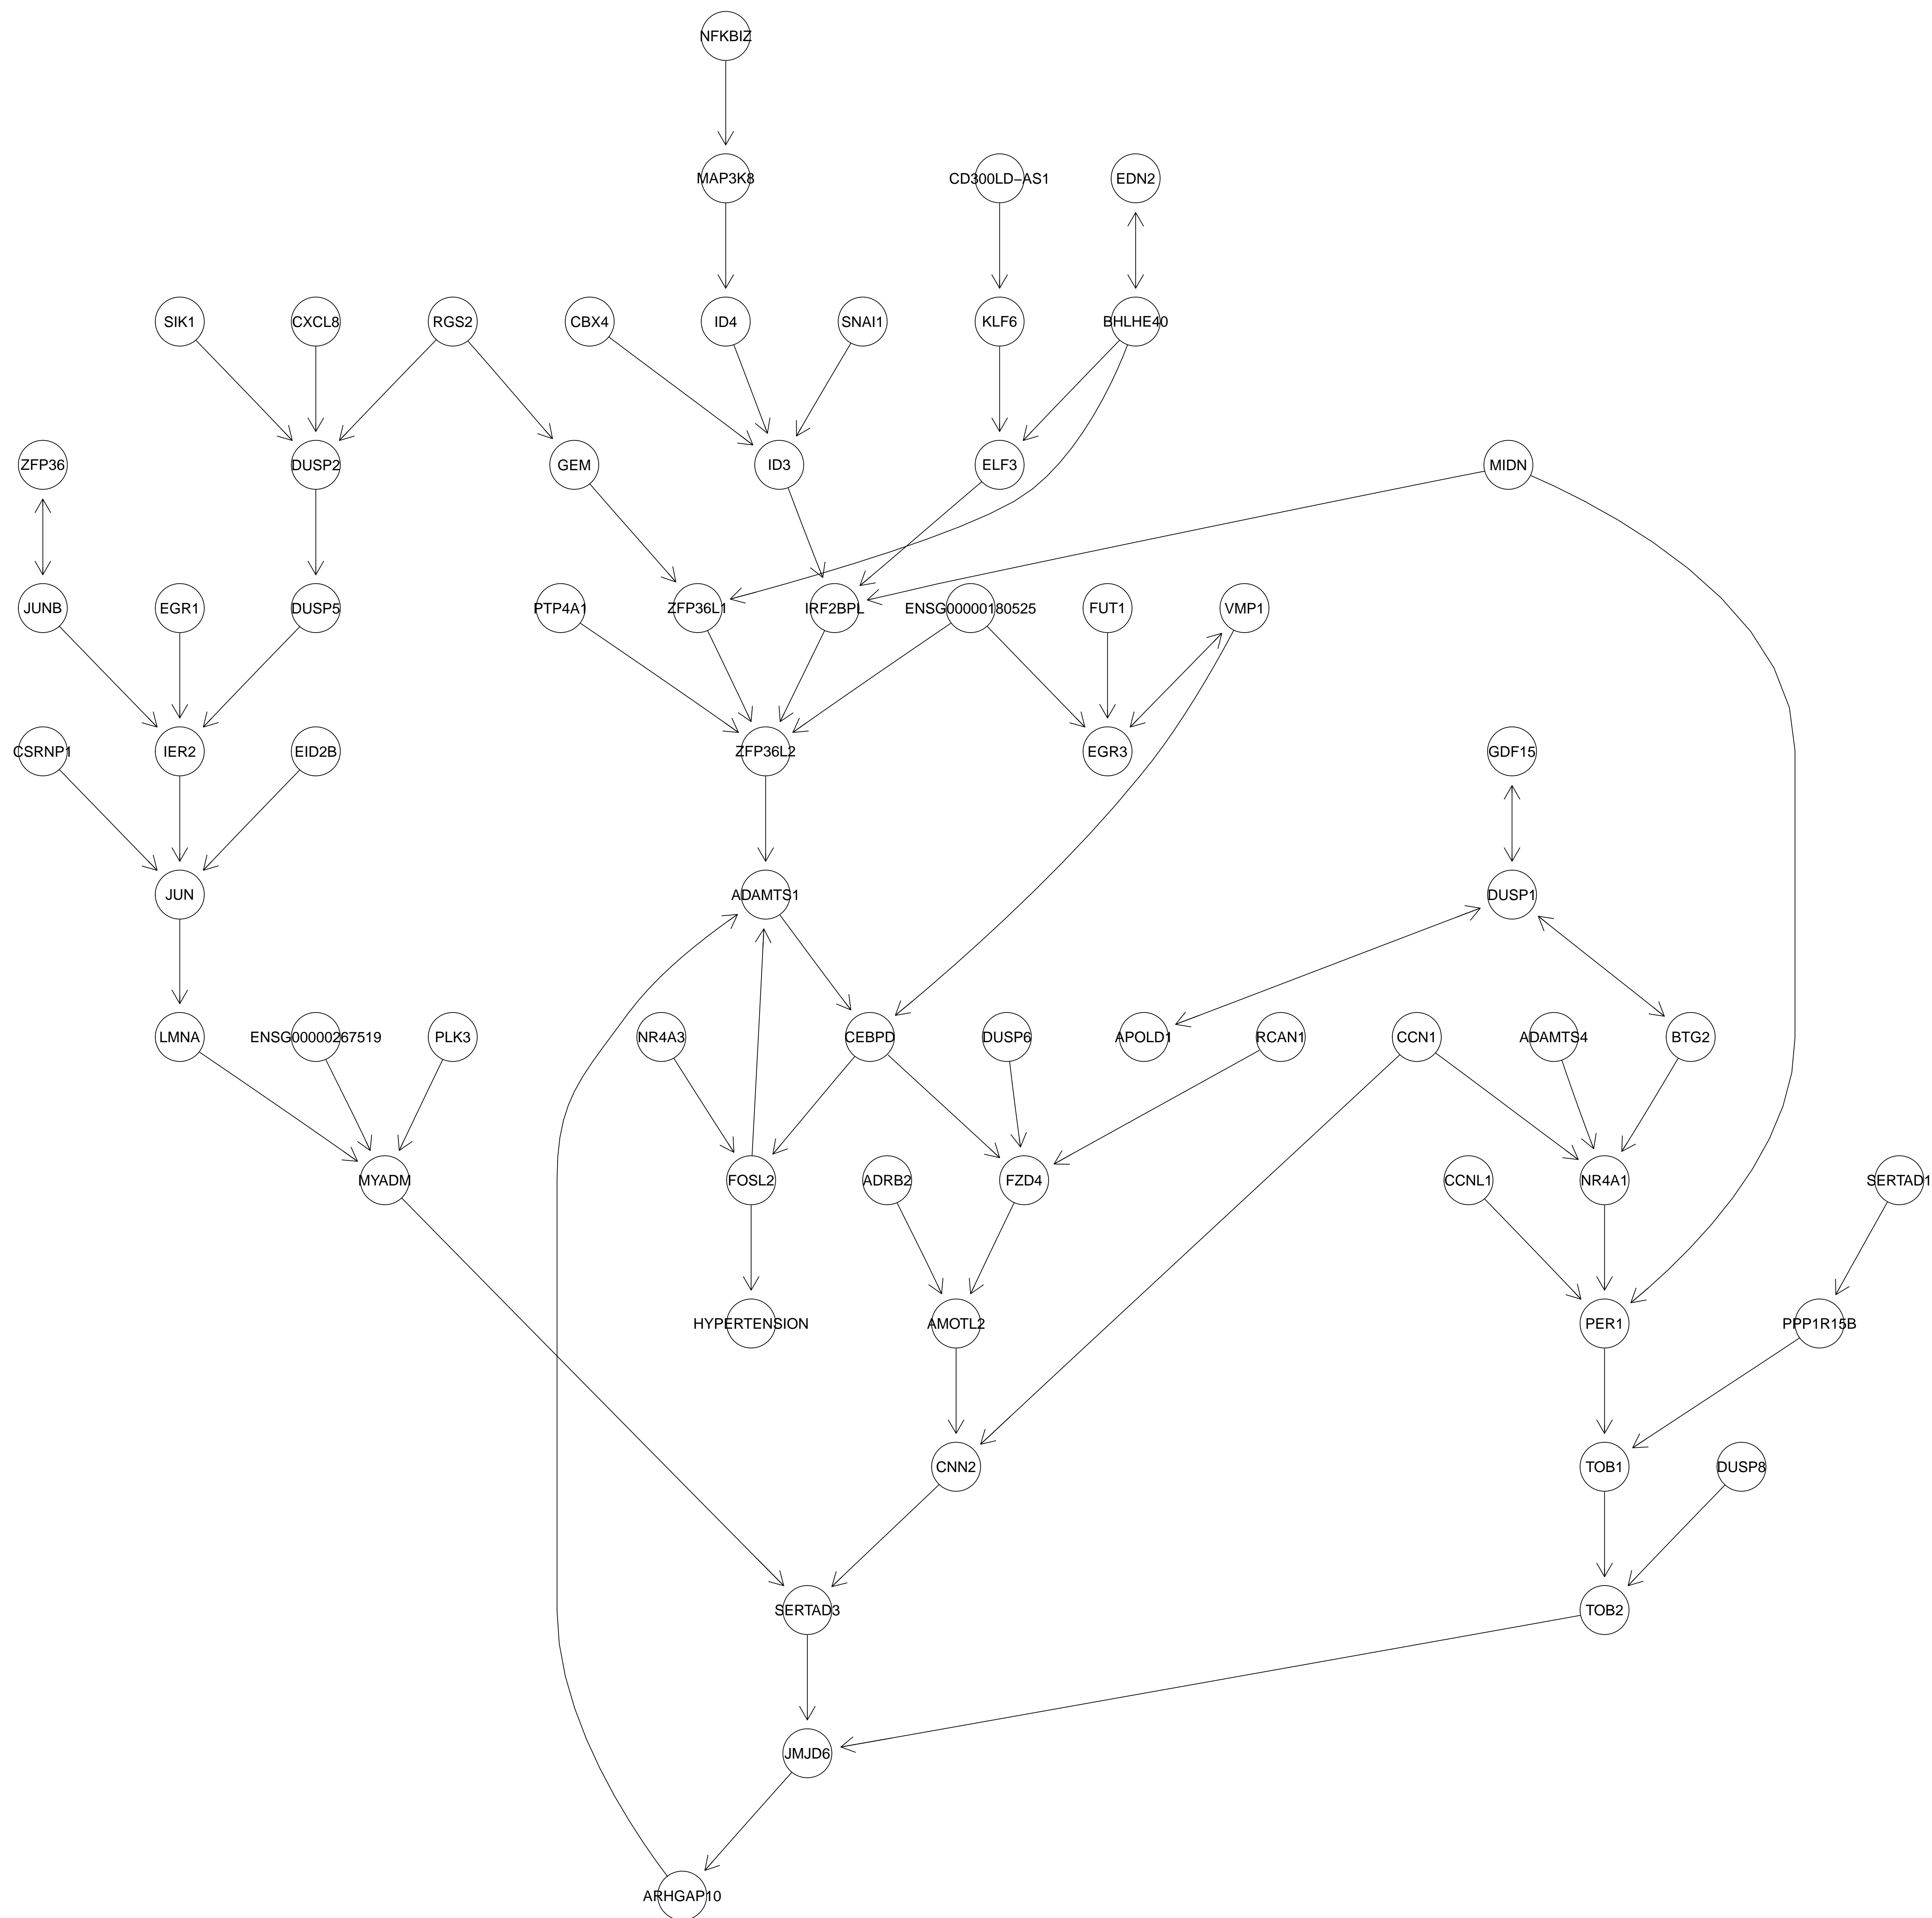 NFKBIZ
MAP3K8
CD300LD−AS1
EDN2
SIK1
CXCL8
RGS2
CBX4
ID4
SNAI1
KLF6
BHLHE40
ZFP36
DUSP2
GEM
ID3
ELF3
MIDN
JUNB
EGR1
DUSP5
PTP4A1
ZFP36L1
IRF2BPL
ENSG00000180525
FUT1
VMP1
CSRNP1
IER2
EID2B
ZFP36L2
EGR3
GDF15
JUN
ADAMTS1
DUSP1
LMNA
ENSG00000267519
PLK3
NR4A3
CEBPD
DUSP6
APOLD1
RCAN1
CCN1
ADAMTS4
BTG2
MYADM
FOSL2
ADRB2
FZD4
CCNL1
NR4A1
SERTAD1
HYPERTENSION
AMOTL2
PER1
PPP1R15B
CNN2
TOB1
DUSP8
SERTAD3
TOB2
JMJD6
ARHGAP10